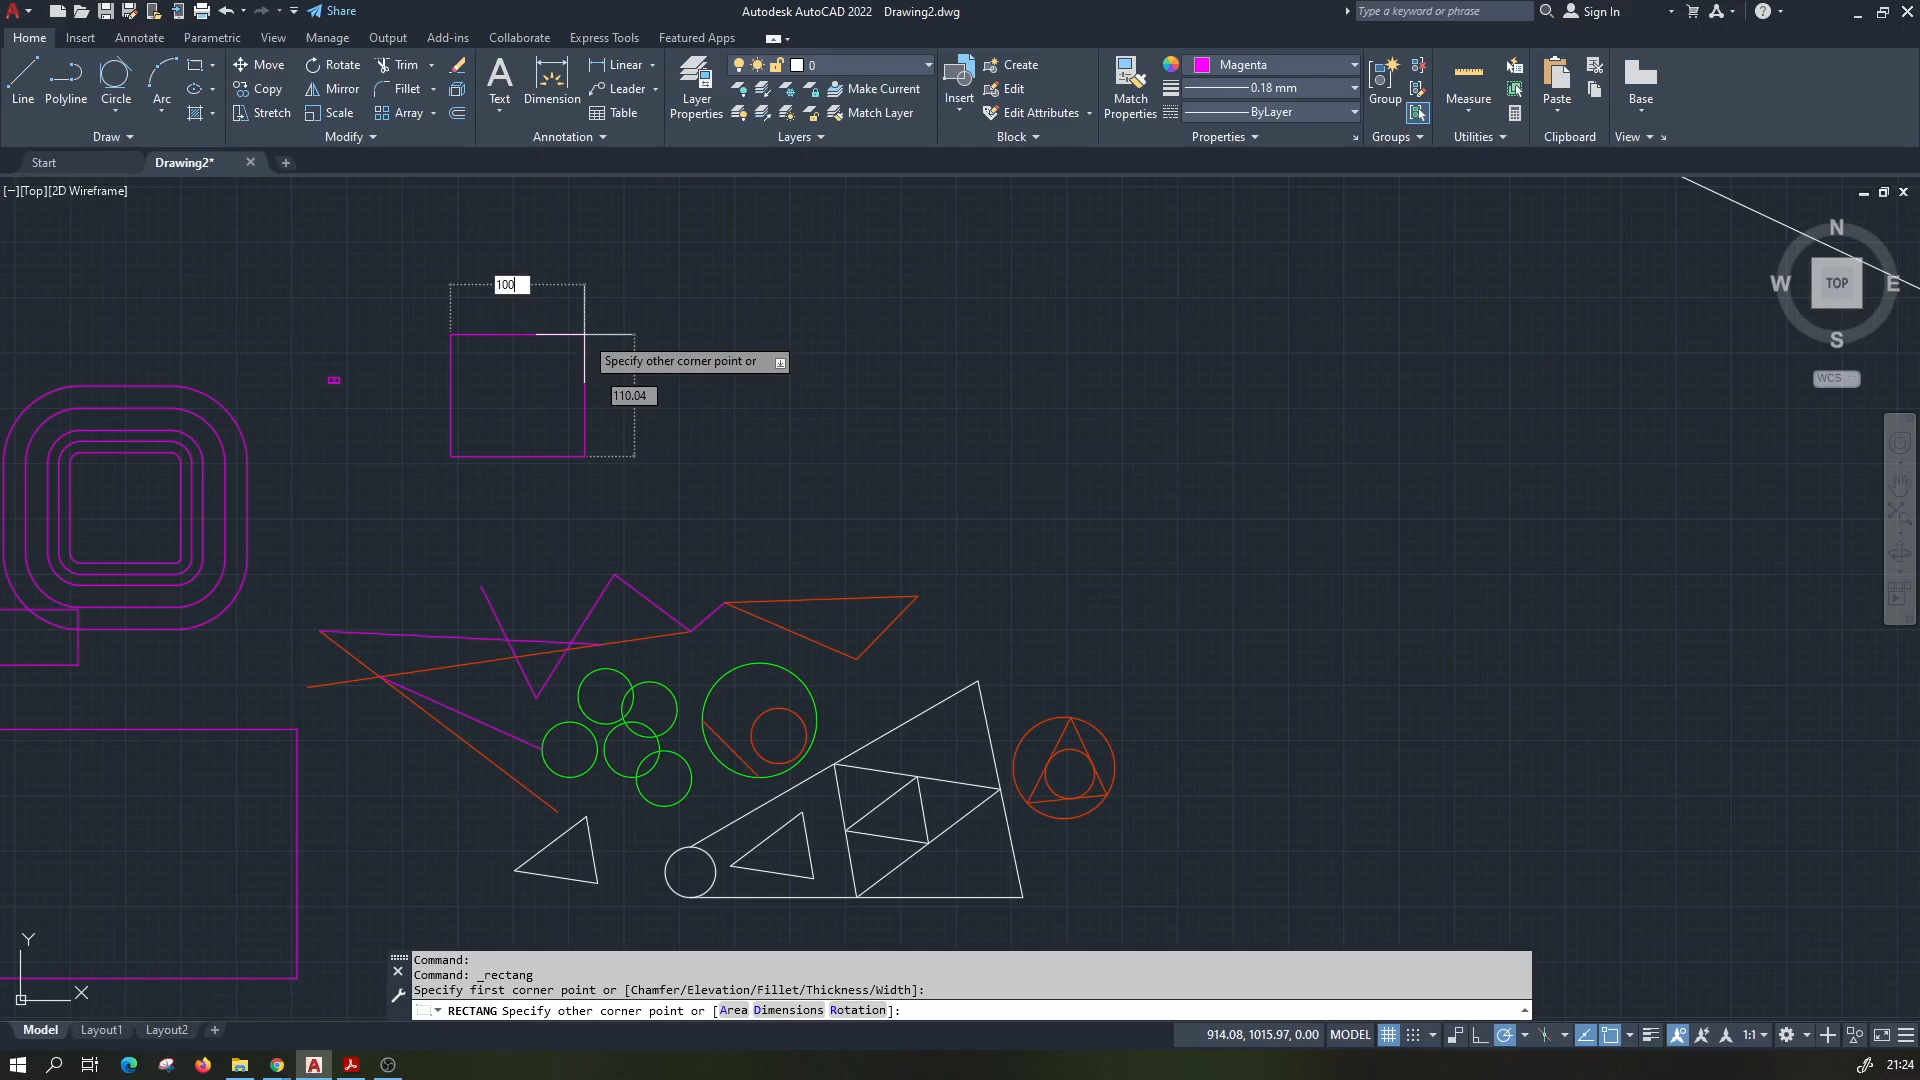 Share
Autodesk AutoCAD 2022 Drawing2.dwg
Type a keyword or phrase
Sign In
Home Insert Annotate Parametric View Manage Output Add-ins Collaborate Express Tools Featured Apps
Line Polyline Circle Arc
Move Rotate Trim
Copy Mirror Fillet
Stretch Scale Array
Text Dimension
Linear
Leader
Table
Layer Properties
0
Make Current
Match Layer
Insert
Create
Edit
Edit Attributes
Match Properties
Magenta
0.18 mm
ByLayer
Group
Measure
Paste
Base
Draw Modify Annotation Layers Block Properties Groups Utilities Clipboard View
Start Drawing2*
[−][Top][2D Wireframe]
N
W TOP E
S
WCS
100
Specify other corner point or
110.04
Y
X
Command:
Command: _rectang
Specify first corner point or [Chamfer/Elevation/Fillet/Thickness/Width]:
RECTANG Specify other corner point or [Area Dimensions Rotation]:
Model Layout1 Layout2
914.08, 1015.97, 0.00 MODEL 1:1
21:24